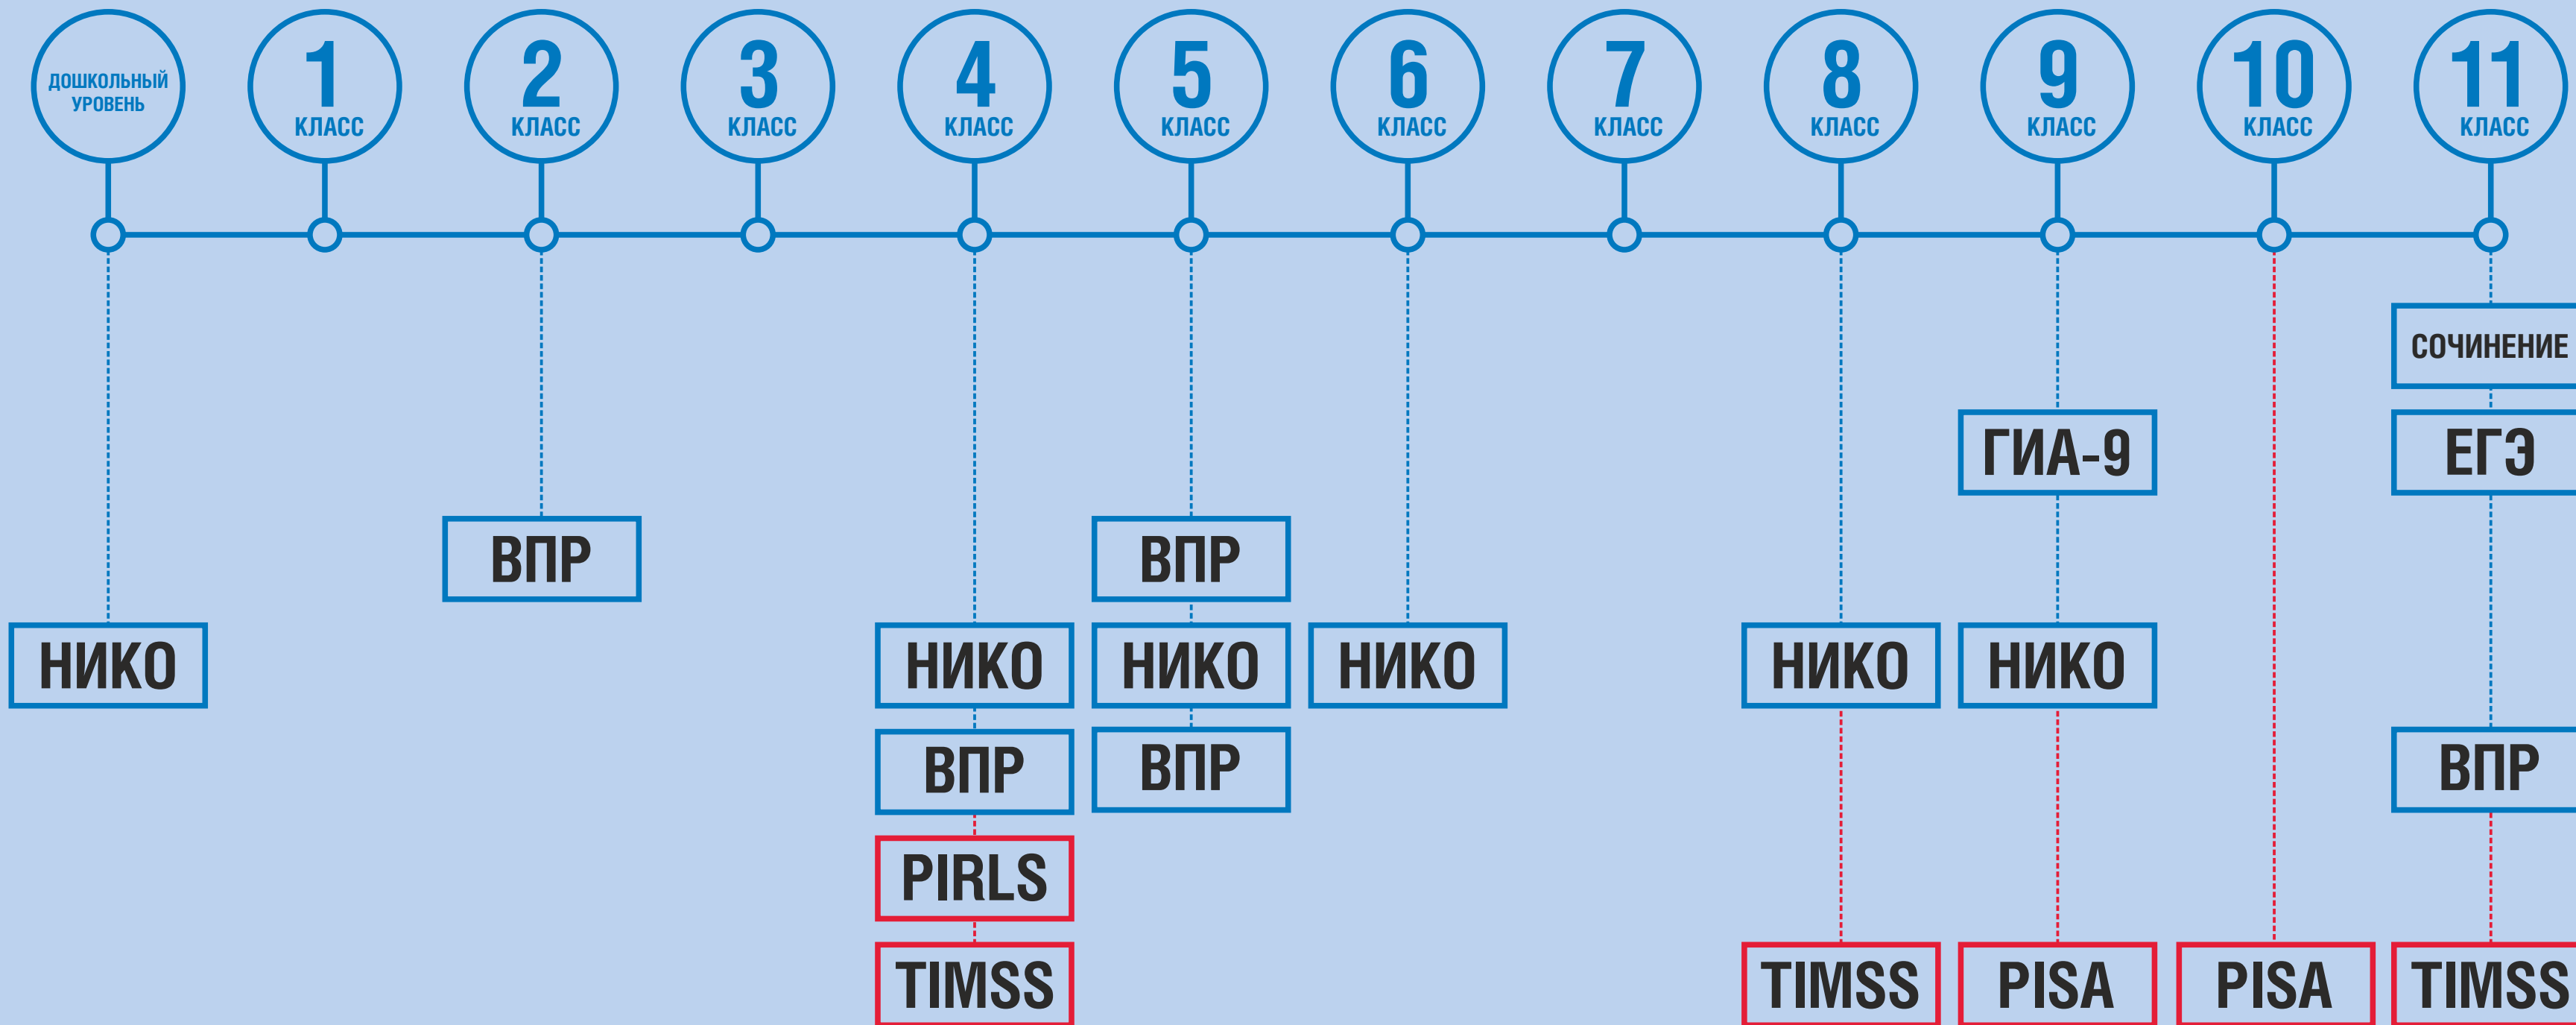 ДОШКОЛЬНЫЙ
УРОВЕНЬ
1
КЛАСС
2
КЛАСС
3
КЛАСС
4
КЛАСС
5
КЛАСС
6
КЛАСС
7
КЛАСС
8
КЛАСС
9
КЛАСС
10
КЛАСС
11
КЛАСС
СОЧИНЕНИЕ
ГИА-9
ЕГЭ
ВПР
ВПР
НИКО
НИКО
НИКО
НИКО
НИКО
НИКО
ВПР
ВПР
ВПР
PIRLS
TIMSS
TIMSS
PISA
PISA
TIMSS